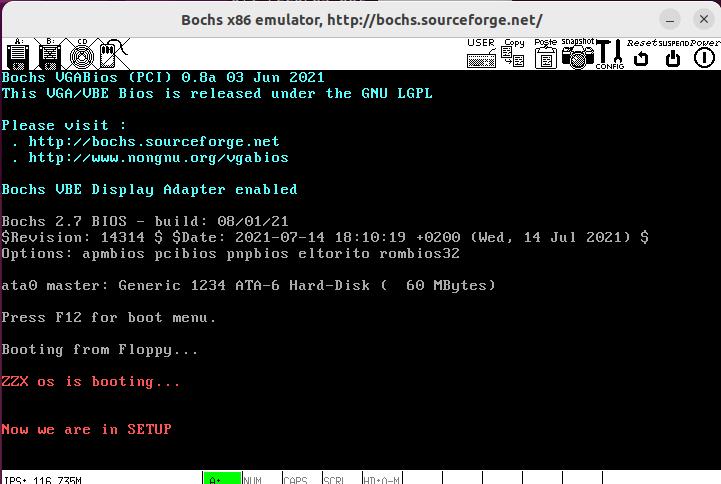 Bochs x86 emulator, http://bochs.sourceforge.net/
A: B: CD USER Copy Paste snapshot CONFIG Reset SUSPEND Power
Bochs VGABios (PCI) 0.8a 03 Jun 2021
This VGA/VBE Bios is released under the GNU LGPL
Please visit :
. http://bochs.sourceforge.net
. http://www.nongnu.org/vgabios
Bochs VBE Display Adapter enabled
Bochs 2.7 BIOS - build: 08/01/21
$Revision: 14314 $ $Date: 2021-07-14 18:10:19 +0200 (Wed, 14 Jul 2021) $
Options: apmbios pcibios pnpbios eltorito rombios32
ata0 master: Generic 1234 ATA-6 Hard-Disk (  60 MBytes)
Press F12 for boot menu.
Booting from Floppy...
ZZX os is booting...
Now we are in SETUP
IPS: 116.735M A: NUM CAPS SCRL HD:0-M